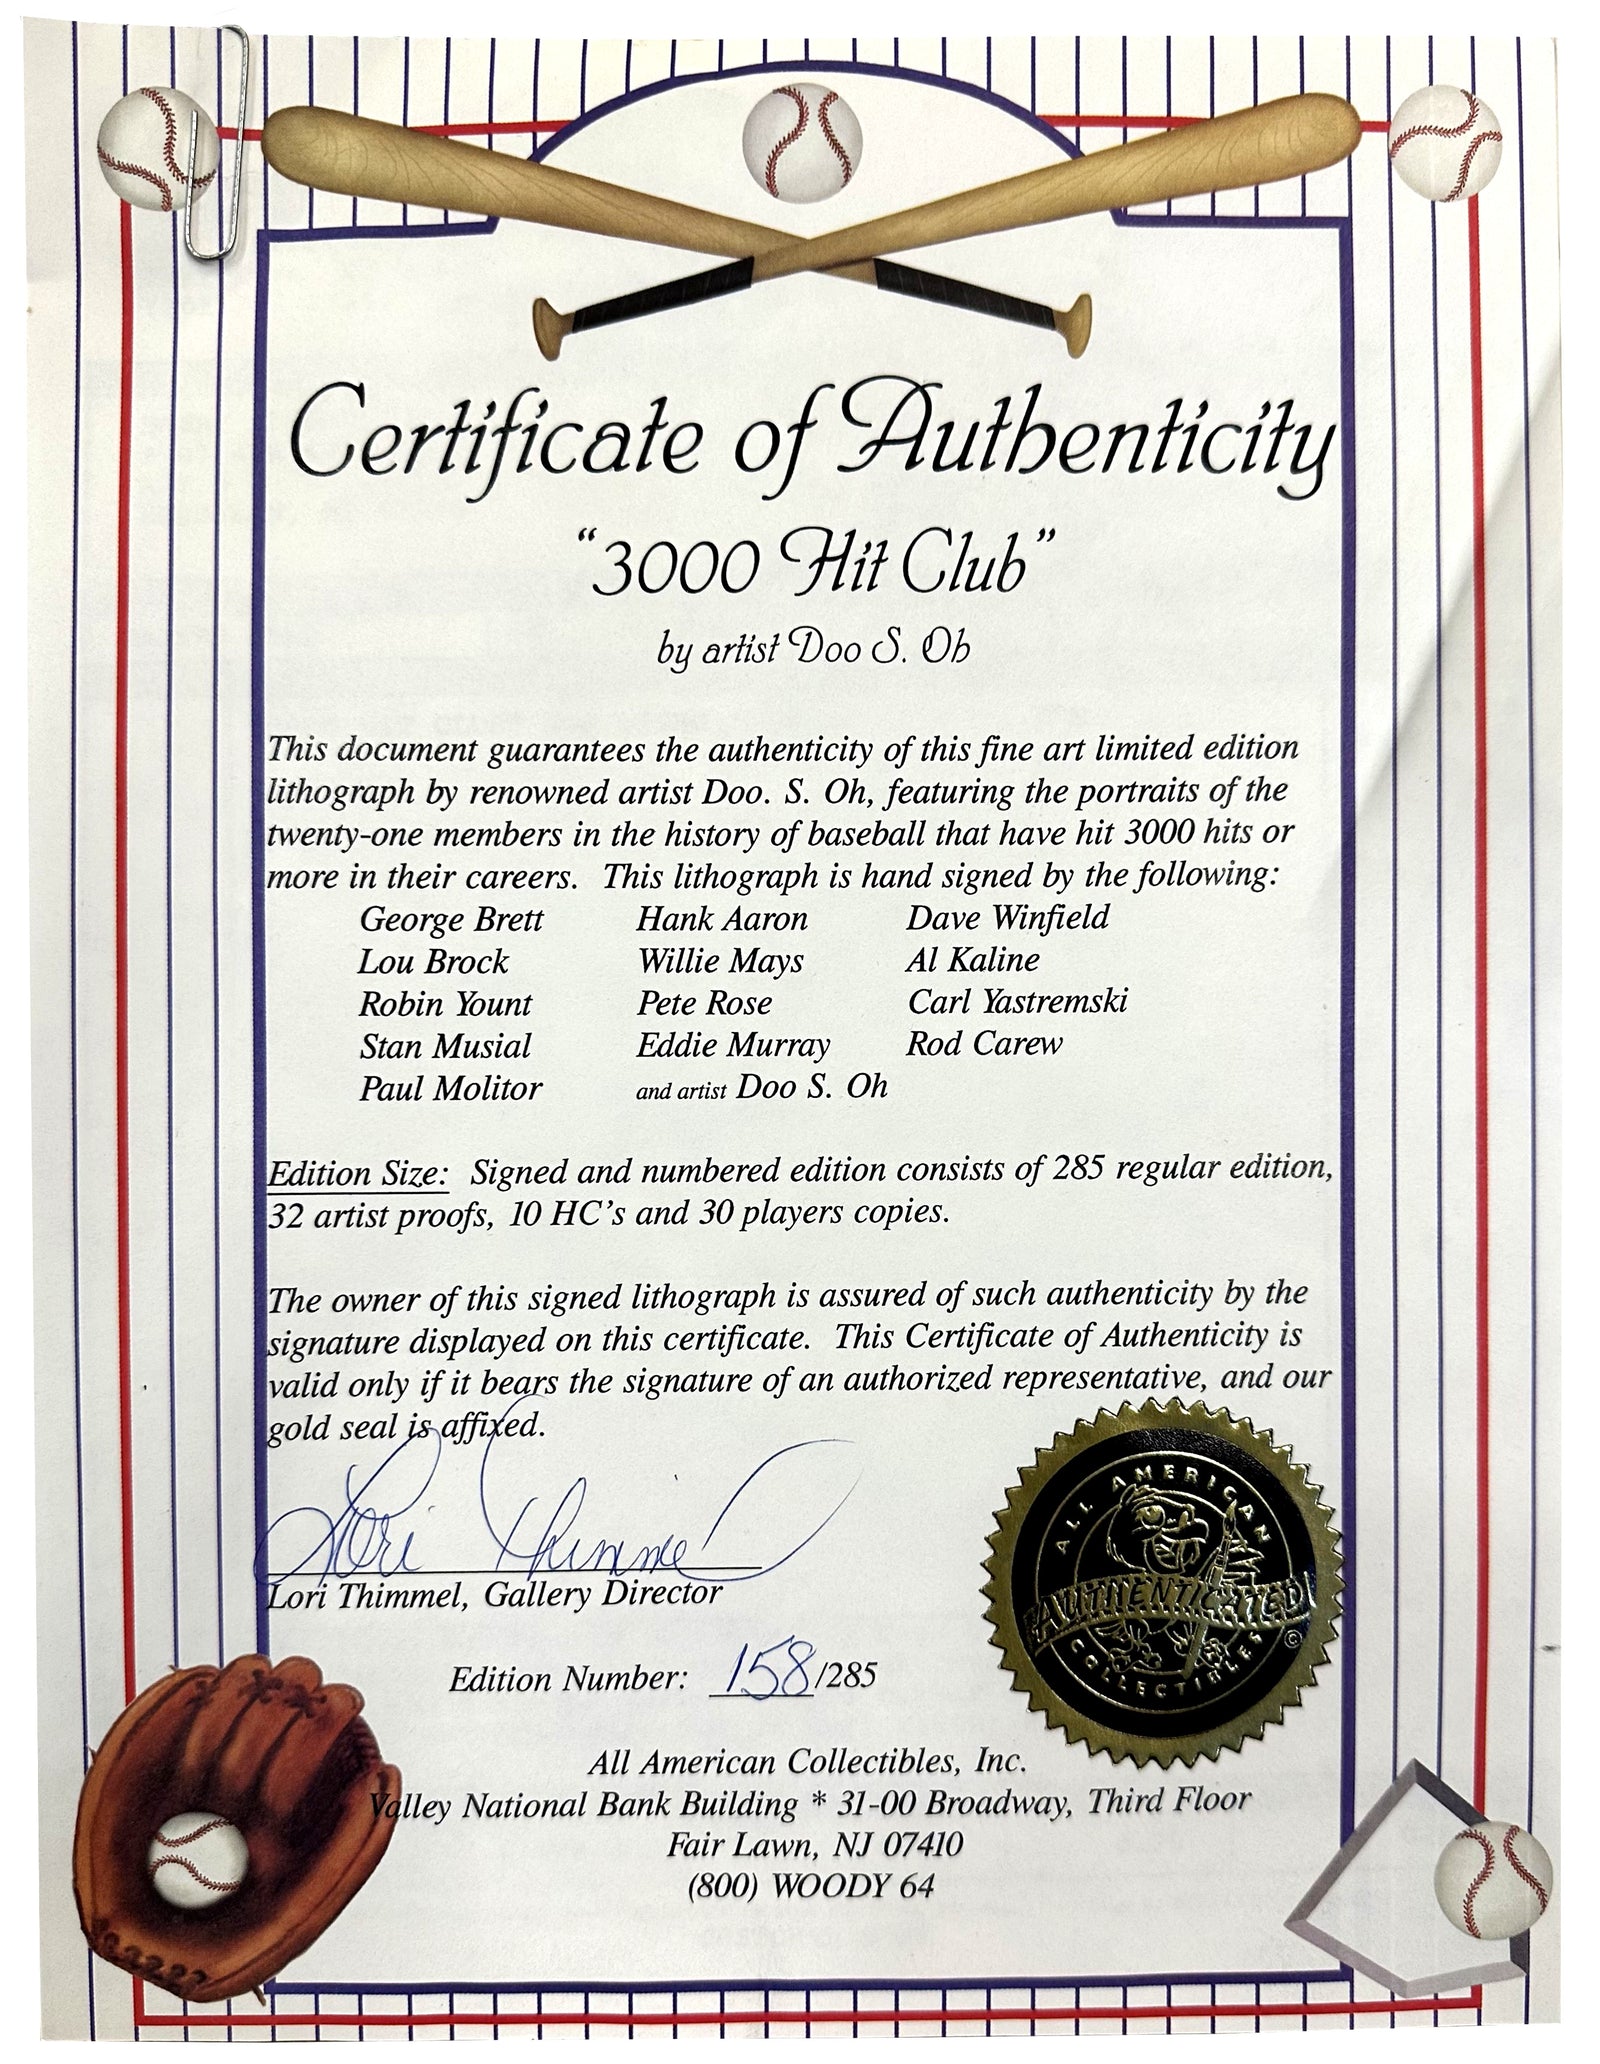 Certificate of Authenticity
"3000 Hit Club"
by artist Doo S. Oh
This document guarantees the authenticity of this fine art limited edition
lithograph by renowned artist Doo. S. Oh, featuring the portraits of the
twenty-one members in the history of baseball that have hit 3000 hits or
more in their careers. This lithograph is hand signed by the following:
George Brett Hank Aaron Dave Winfield
Lou Brock Willie Mays Al Kaline
Robin Yount Pete Rose Carl Yastremski
Stan Musial Eddie Murray Rod Carew
Paul Molitor and artist Doo S. Oh
Edition Size: Signed and numbered edition consists of 285 regular edition,
32 artist proofs, 10 HC's and 30 players copies.
The owner of this signed lithograph is assured of such authenticity by the
signature displayed on this certificate. This Certificate of Authenticity is
valid only if it bears the signature of an authorized representative, and our
gold seal is affixed.
Lori Thimmel
Lori Thimmel, Gallery Director
ALL AMERICAN
AUTHENTICATED
COLLECTIBLES ©
Edition Number: 158/285
All American Collectibles, Inc.
Valley National Bank Building * 31-00 Broadway, Third Floor
Fair Lawn, NJ 07410
(800) WOODY 64